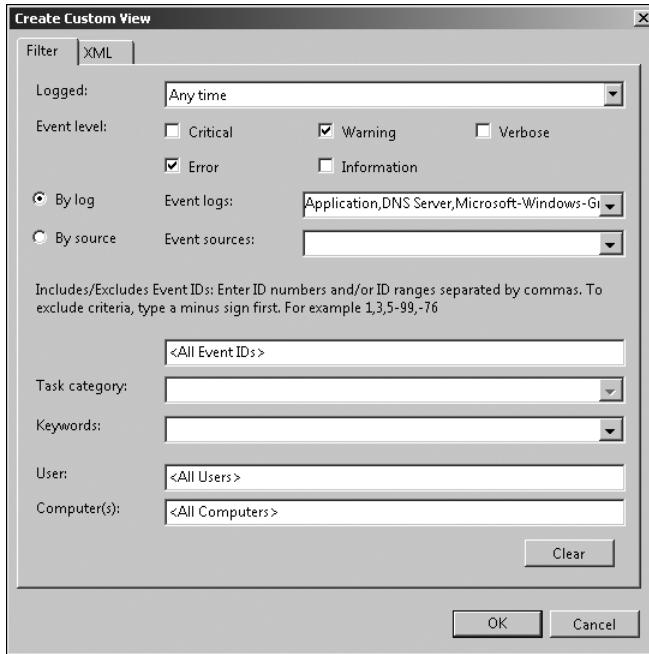 Create Custom View
Filter XML
Logged: Any time
Event level: Critical Warning Verbose
Error Information
By log Event logs: Application,DNS Server,Microsoft-Windows-Gr
By source Event sources:
Includes/Excludes Event IDs: Enter ID numbers and/or ID ranges separated by commas. To
exclude criteria, type a minus sign first. For example 1,3,5-99,-76
<All Event IDs>
Task category:
Keywords:
User: <All Users>
Computer(s): <All Computers>
Clear
OK Cancel